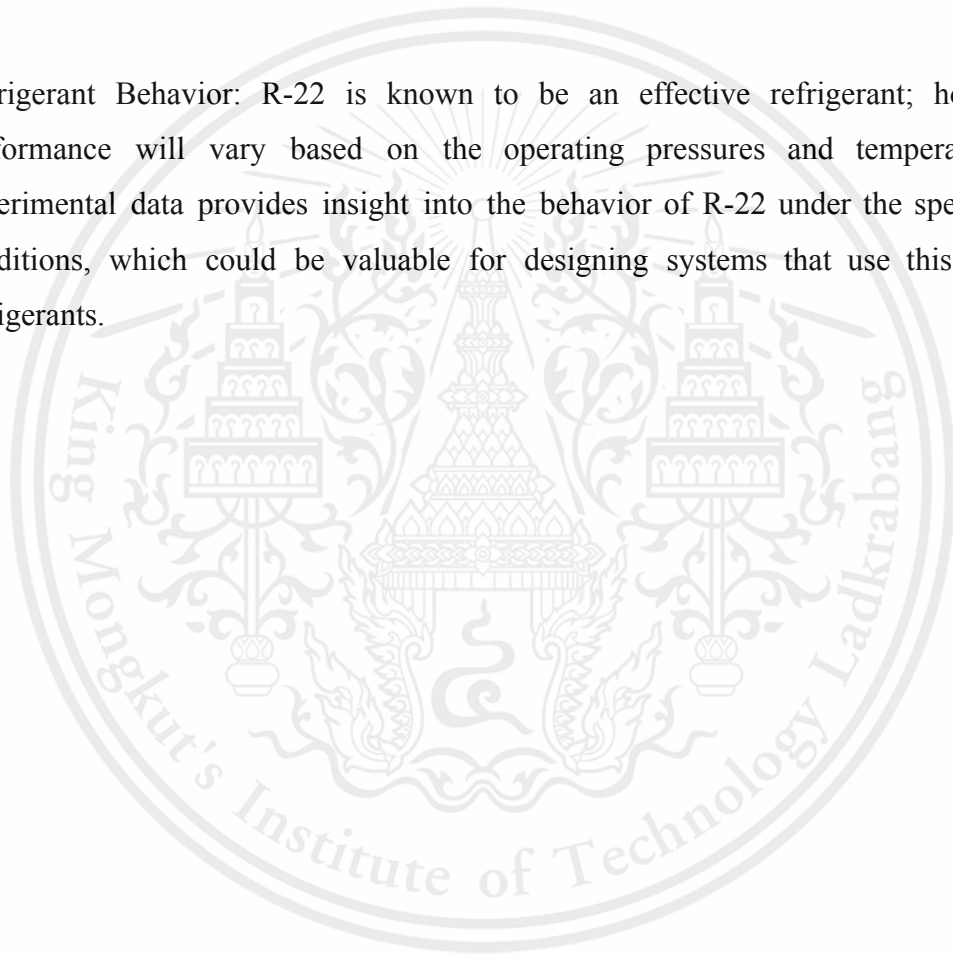 rigerant Behavior: R-22 is known to be an effective refrigerant; ho
formance will vary based on the operating pressures and tempera
erimental data provides insight into the behavior of R-22 under the spe
ditions, which could be valuable for designing systems that use this
igerants.
King Mongkut's Institute of Technology Ladkrabang